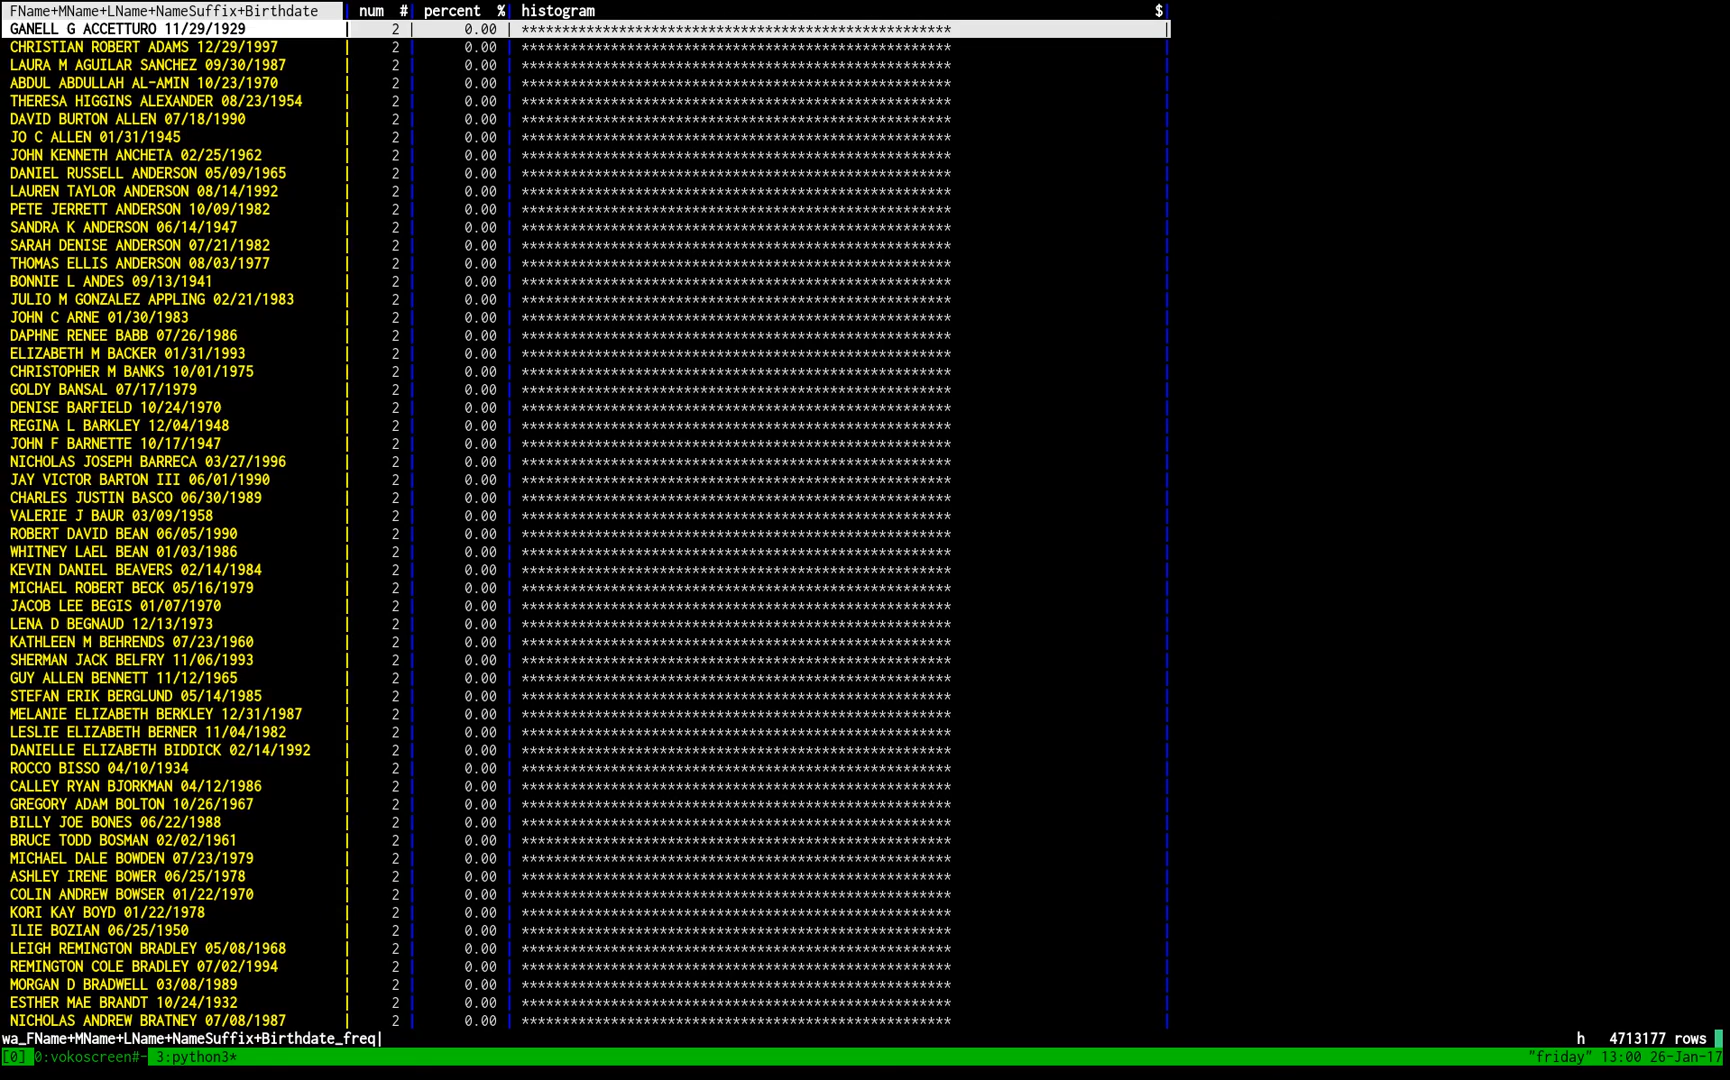 FName+MName+LName+NameSuffix+Birthdate | num # | percent % | histogram $
GANELL G ACCETTURO 11/29/1929 | 2 | 0.00 | *****************************************************
CHRISTIAN ROBERT ADAMS 12/29/1997 | 2 | 0.00 | *****************************************************
LAURA M AGUILAR SANCHEZ 09/30/1987 | 2 | 0.00 | *****************************************************
ABDUL ABDULLAH AL-AMIN 10/23/1970 | 2 | 0.00 | *****************************************************
THERESA HIGGINS ALEXANDER 08/23/1954 | 2 | 0.00 | *****************************************************
DAVID BURTON ALLEN 07/18/1990 | 2 | 0.00 | *****************************************************
JO C ALLEN 01/31/1945 | 2 | 0.00 | *****************************************************
JOHN KENNETH ANCHETA 02/25/1962 | 2 | 0.00 | *****************************************************
DANIEL RUSSELL ANDERSON 05/09/1965 | 2 | 0.00 | *****************************************************
LAUREN TAYLOR ANDERSON 08/14/1992 | 2 | 0.00 | *****************************************************
PETE JERRETT ANDERSON 10/09/1982 | 2 | 0.00 | *****************************************************
SANDRA K ANDERSON 06/14/1947 | 2 | 0.00 | *****************************************************
SARAH DENISE ANDERSON 07/21/1982 | 2 | 0.00 | *****************************************************
THOMAS ELLIS ANDERSON 08/03/1977 | 2 | 0.00 | *****************************************************
BONNIE L ANDES 09/13/1941 | 2 | 0.00 | *****************************************************
JULIO M GONZALEZ APPLING 02/21/1983 | 2 | 0.00 | *****************************************************
JOHN C ARNE 01/30/1983 | 2 | 0.00 | *****************************************************
DAPHNE RENEE BABB 07/26/1986 | 2 | 0.00 | *****************************************************
ELIZABETH M BACKER 01/31/1993 | 2 | 0.00 | *****************************************************
CHRISTOPHER M BANKS 10/01/1975 | 2 | 0.00 | *****************************************************
GOLDY BANSAL 07/17/1979 | 2 | 0.00 | *****************************************************
DENISE BARFIELD 10/24/1970 | 2 | 0.00 | *****************************************************
REGINA L BARKLEY 12/04/1948 | 2 | 0.00 | *****************************************************
JOHN F BARNETTE 10/17/1947 | 2 | 0.00 | *****************************************************
NICHOLAS JOSEPH BARRECA 03/27/1996 | 2 | 0.00 | *****************************************************
JAY VICTOR BARTON III 06/01/1990 | 2 | 0.00 | *****************************************************
CHARLES JUSTIN BASCO 06/30/1989 | 2 | 0.00 | *****************************************************
VALERIE J BAUR 03/09/1958 | 2 | 0.00 | *****************************************************
ROBERT DAVID BEAN 06/05/1990 | 2 | 0.00 | *****************************************************
WHITNEY LAEL BEAN 01/03/1986 | 2 | 0.00 | *****************************************************
KEVIN DANIEL BEAVERS 02/14/1984 | 2 | 0.00 | *****************************************************
MICHAEL ROBERT BECK 05/16/1979 | 2 | 0.00 | *****************************************************
JACOB LEE BEGIS 01/07/1970 | 2 | 0.00 | *****************************************************
LENA D BEGNAUD 12/13/1973 | 2 | 0.00 | *****************************************************
KATHLEEN M BEHRENDS 07/23/1960 | 2 | 0.00 | *****************************************************
SHERMAN JACK BELFRY 11/06/1993 | 2 | 0.00 | *****************************************************
GUY ALLEN BENNETT 11/12/1965 | 2 | 0.00 | *****************************************************
STEFAN ERIK BERGLUND 05/14/1985 | 2 | 0.00 | *****************************************************
MELANIE ELIZABETH BERKLEY 12/31/1987 | 2 | 0.00 | *****************************************************
LESLIE ELIZABETH BERNER 11/04/1982 | 2 | 0.00 | *****************************************************
DANIELLE ELIZABETH BIDDICK 02/14/1992 | 2 | 0.00 | *****************************************************
ROCCO BISSO 04/10/1934 | 2 | 0.00 | *****************************************************
CALLEY RYAN BJORKMAN 04/12/1986 | 2 | 0.00 | *****************************************************
GREGORY ADAM BOLTON 10/26/1967 | 2 | 0.00 | *****************************************************
BILLY JOE BONES 06/22/1988 | 2 | 0.00 | *****************************************************
BRUCE TODD BOSMAN 02/02/1961 | 2 | 0.00 | *****************************************************
MICHAEL DALE BOWDEN 07/23/1979 | 2 | 0.00 | *****************************************************
ASHLEY IRENE BOWER 06/25/1978 | 2 | 0.00 | *****************************************************
COLIN ANDREW BOWSER 01/22/1970 | 2 | 0.00 | *****************************************************
KORI KAY BOYD 01/22/1978 | 2 | 0.00 | *****************************************************
ILIE BOZIAN 06/25/1950 | 2 | 0.00 | *****************************************************
LEIGH REMINGTON BRADLEY 05/08/1968 | 2 | 0.00 | *****************************************************
REMINGTON COLE BRADLEY 07/02/1994 | 2 | 0.00 | *****************************************************
MORGAN D BRADWELL 03/08/1989 | 2 | 0.00 | *****************************************************
ESTHER MAE BRANDT 10/24/1932 | 2 | 0.00 | *****************************************************
NICHOLAS ANDREW BRATNEY 07/08/1987 | 2 | 0.00 | *****************************************************
wa_FName+MName+LName+NameSuffix+Birthdate_freq| h 4713177 rows
[0] 0:vokoscreen#- 3:python3* "friday" 13:00 26-Jan-17